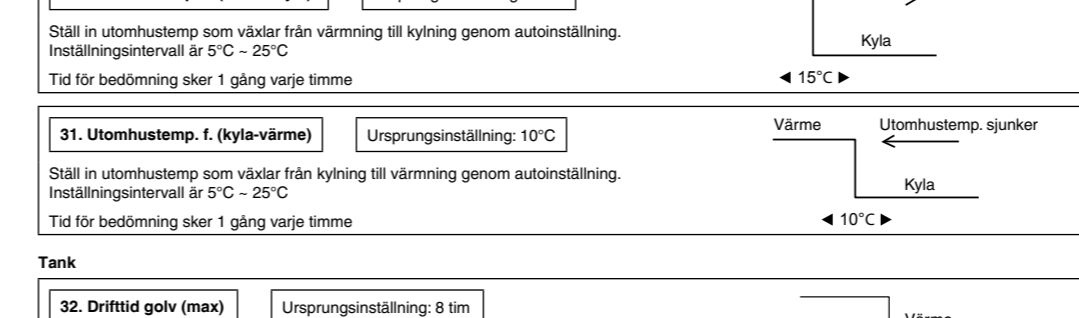 Ställ in utomhustemp som växlar från värmning till kylning genom autoinställning.
Inställningsintervall är 5°C ~ 25°C
Kyla
Tid för bedömning sker 1 gång varje timme
◀ 15°C ▶
31. Utomhustemp. f. (kyla-värme)
Ursprungsinställning: 10°C
Värme
Utomhustemp. sjunker
Ställ in utomhustemp som växlar från kylning till värmning genom autoinställning.
Inställningsintervall är 5°C ~ 25°C
Kyla
Tid för bedömning sker 1 gång varje timme
◀ 10°C ▶
Tank
32. Drifttid golv (max)
Ursprungsinställning: 8 tim
Värme